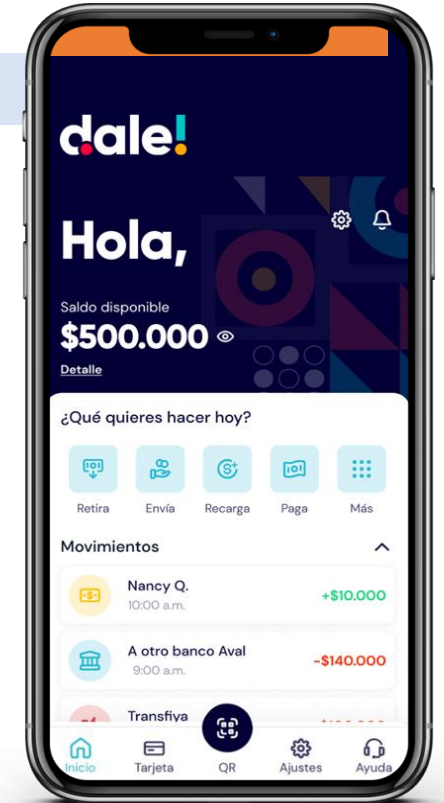 dale!
Hola,
Saldo disponible
$500.000
Detalle
¿Qué quieres hacer hoy?
Retira Envía Recarga Paga Más
Movimientos
Nancy Q.
10:00 a.m.
+$10.000
A otro banco Aval
9:00 a.m.
-$140.000
Transfiya
Inicio Tarjeta QR Ajustes Ayuda